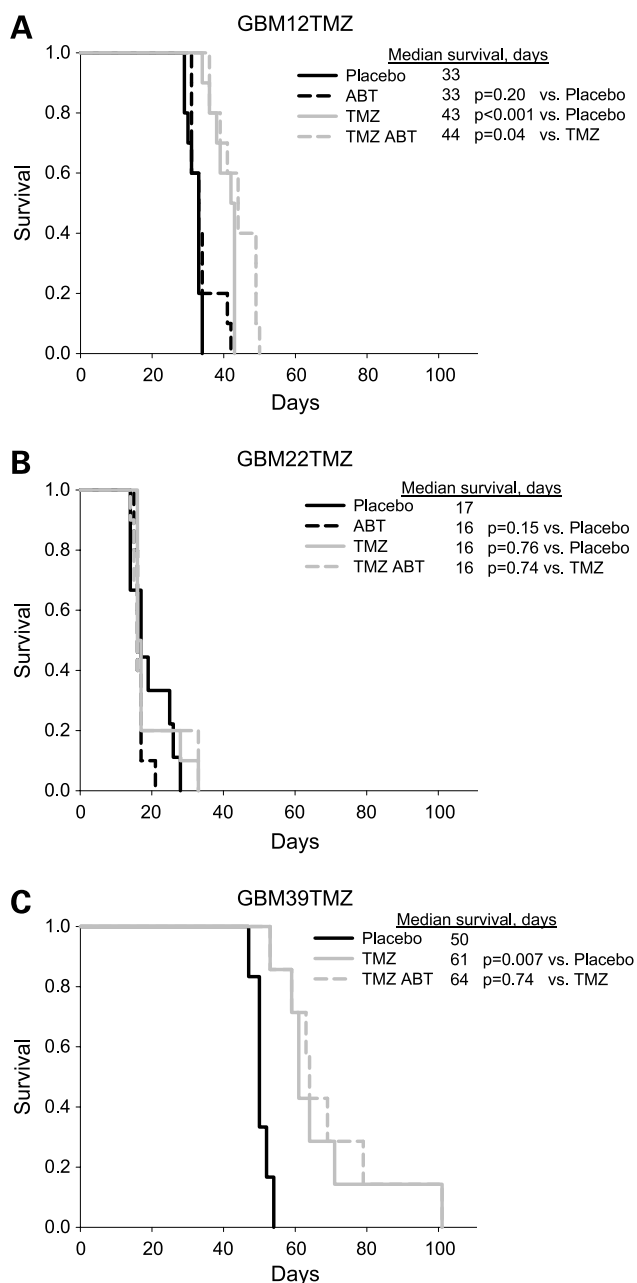 A
GBM12TMZ
Median survival, days
Placebo 33
ABT 33 p=0.20 vs. Placebo
TMZ 43 p<0.001 vs. Placebo
TMZ ABT 44 p=0.04 vs. TMZ
1.0
0.8
0.6
0.4
0.2
0.0
Survival
0 20 40 60 80 100
Days
B
GBM22TMZ
Median survival, days
Placebo 17
ABT 16 p=0.15 vs. Placebo
TMZ 16 p=0.76 vs. Placebo
TMZ ABT 16 p=0.74 vs. TMZ
1.0
0.8
0.6
0.4
0.2
0.0
Survival
0 20 40 60 80 100
Days
C
GBM39TMZ
Median survival, days
Placebo 50
TMZ 61 p=0.007 vs. Placebo
TMZ ABT 64 p=0.74 vs. TMZ
1.0
0.8
0.6
0.4
0.2
0.0
Survival
0 20 40 60 80 100
Days